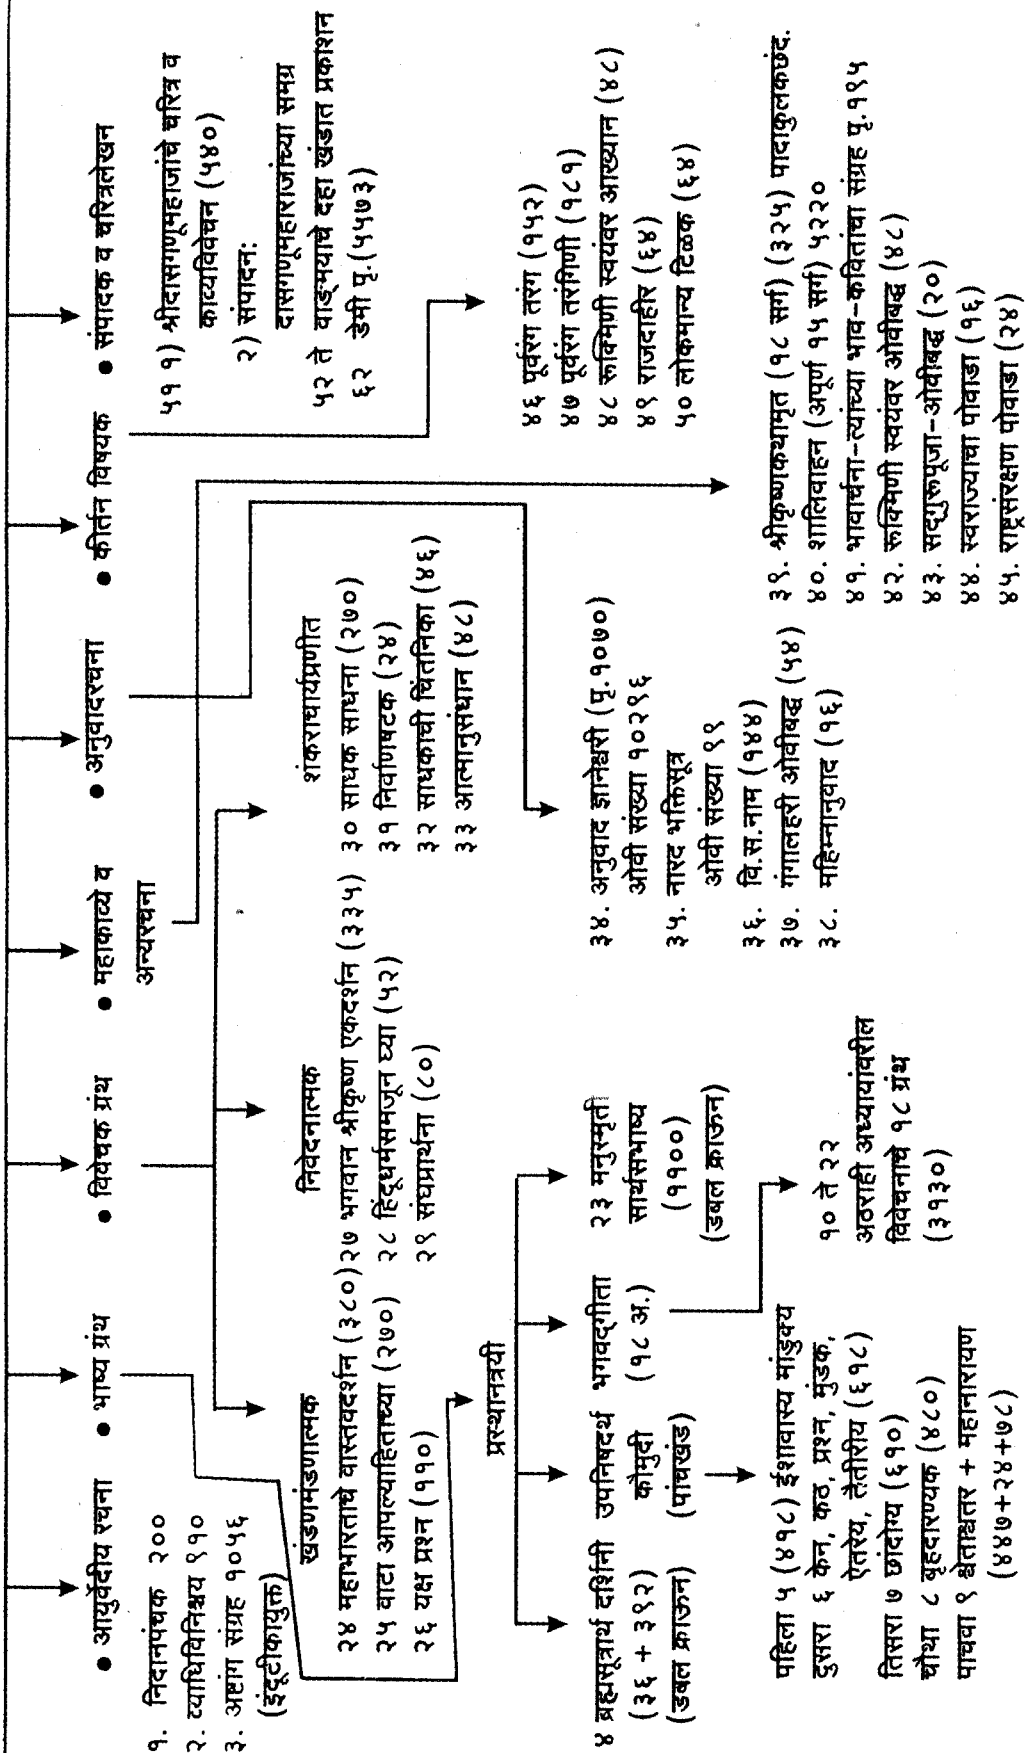 • आयुर्वेदीय रचना
• भाष्य ग्रंथ
• विवेचक ग्रंथ
• महाकाव्ये व
अन्यरचना
• अनुवादरचना
• कीर्तन विषयक
• संपादक व चरित्रलेखन
१. निदानपंचक २००
२. व्याधिविनिश्चय ९१०
३. अष्टांग संग्रह १०५६
(इंदूटीकायुक्त)
५१ १) श्रीदासगणूमहाजांचे चरित्र व
काव्यविवेचन (५४०)
२) संपादन:
दासगणूमहाराजांच्या समग्र
५२ ते वाङ्मयाचे दहा खंडात प्रकाशन
६२ डेमी पृ.(५५७३)
खंडणमंडणात्मक
२४ महाभारताचे वास्तवदर्शन (३८०)
२५ वाटा आपल्याहिताच्या (२७०)
२६ यक्ष प्रश्न (११०)
निवेदनात्मक
२७ भगवान श्रीकृष्ण एकदर्शन (३३५)
२८ हिंदूधर्मसमजून घ्या (५२)
२९ संघप्रार्थना (८०)
शंकराचार्यप्रणीत
३० साधक साधना (२७०)
३१ निर्वाणषटक (२४)
३२ साधकाची चिंतनिका (४६)
३३ आत्मानुसंधान (४८)
४६ पूर्वरंग तरंग (१५२)
४७ पूर्वरंग तरंगिणी (१८१)
४८ रूक्मिणी स्वयंवर आख्यान (४८)
४९ राजदाहीर (६४)
५० लोकमान्य टिळक (६४)
प्रस्थानत्रयी
४ ब्रह्मसूत्रार्थ दर्शिनी
(३६ + ३९२)
(डबल क्राऊन)
उपनिषदर्थ
कौमुदी
(पांचखंड)
भगवद्‌गीता
(१८ अ.)
२३ मनुस्मृती
सार्थसभाष्य
(११००)
(डबल क्राऊन)
३४. अनुवाद ज्ञानेश्वरी (पृ.१०७०)
ओवी संख्या १०२९६
३५. नारद भक्तिसूत्र
ओवी संख्या ९९
३६. वि.स.नाम (१४४)
३७. गंगालहरी ओवीबद्ध (५४)
३८. महिम्नानुवाद (१६)
३९. श्रीकृष्णकथामृत (१८ सर्ग) (३२५) पादाकुलकछंद.
४०. शालिवाहन (अपूर्ण १५ सर्ग) ५२२०
४१. भावार्चना-त्यांच्या भाव-कवितांचा संग्रह पृ.१९५
४२. रूक्मिणी स्वयंवर ओवीबद्ध (४८)
४३. सद्‌गुरूपूजा-ओवीबद्ध (२०)
४४. स्वराज्याचा पोवाडा (१६)
४५. राष्ट्रसंरक्षण पोवाडा (२४)
पहिला ५ (४१८) ईशावास्य मांडुक्य
दुसरा ६ केन, कठ, प्रश्न, मुंडक,
ऐतरेय, तैतीरीय (६१८)
तिसरा ७ छांदोग्य (६१०)
चौथा ८ बृहदारण्यक (४८०)
पाचवा ९ श्वेताश्वेतर + महानारायण
(४४७+२४+७८)
१० ते २२
अठराही अध्यायांवरील
विवेचनाचे १८ ग्रंथ
(३१३०)